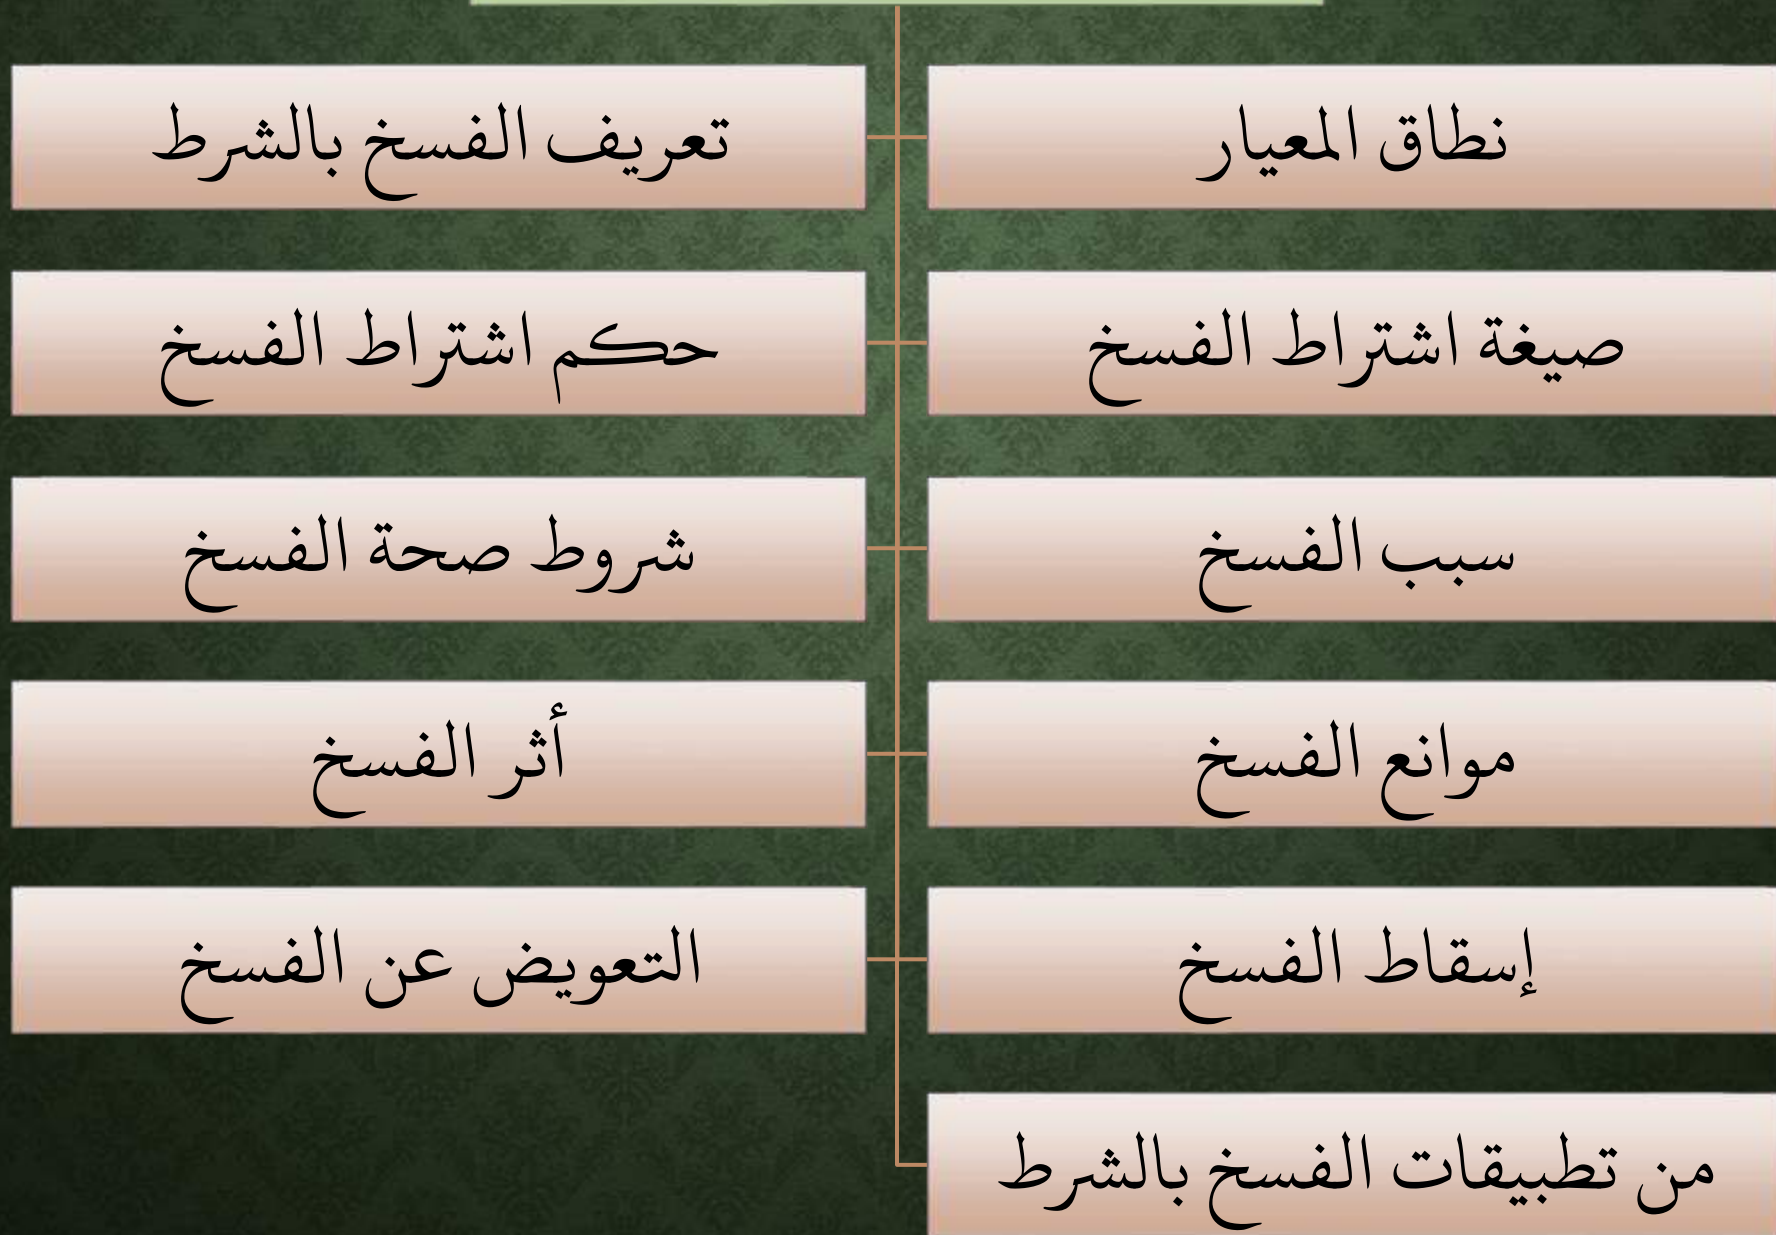 نطاق المعيار
تعريف الفسخ بالشرط
صيغة اشتراط الفسخ
حكم اشتراط الفسخ
سبب الفسخ
شروط صحة الفسخ
موانع الفسخ
أثر الفسخ
إسقاط الفسخ
التعويض عن الفسخ
من تطبيقات الفسخ بالشرط